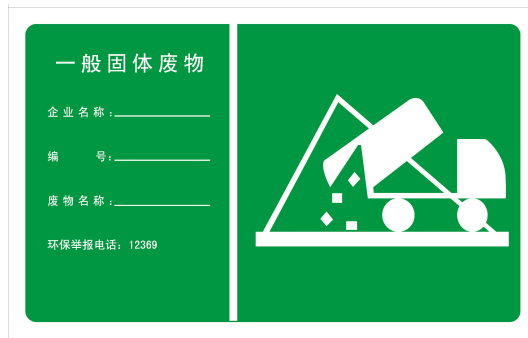 一般固体废物
企业名称：
编 号：
废物名称：
环保举报电话：12369